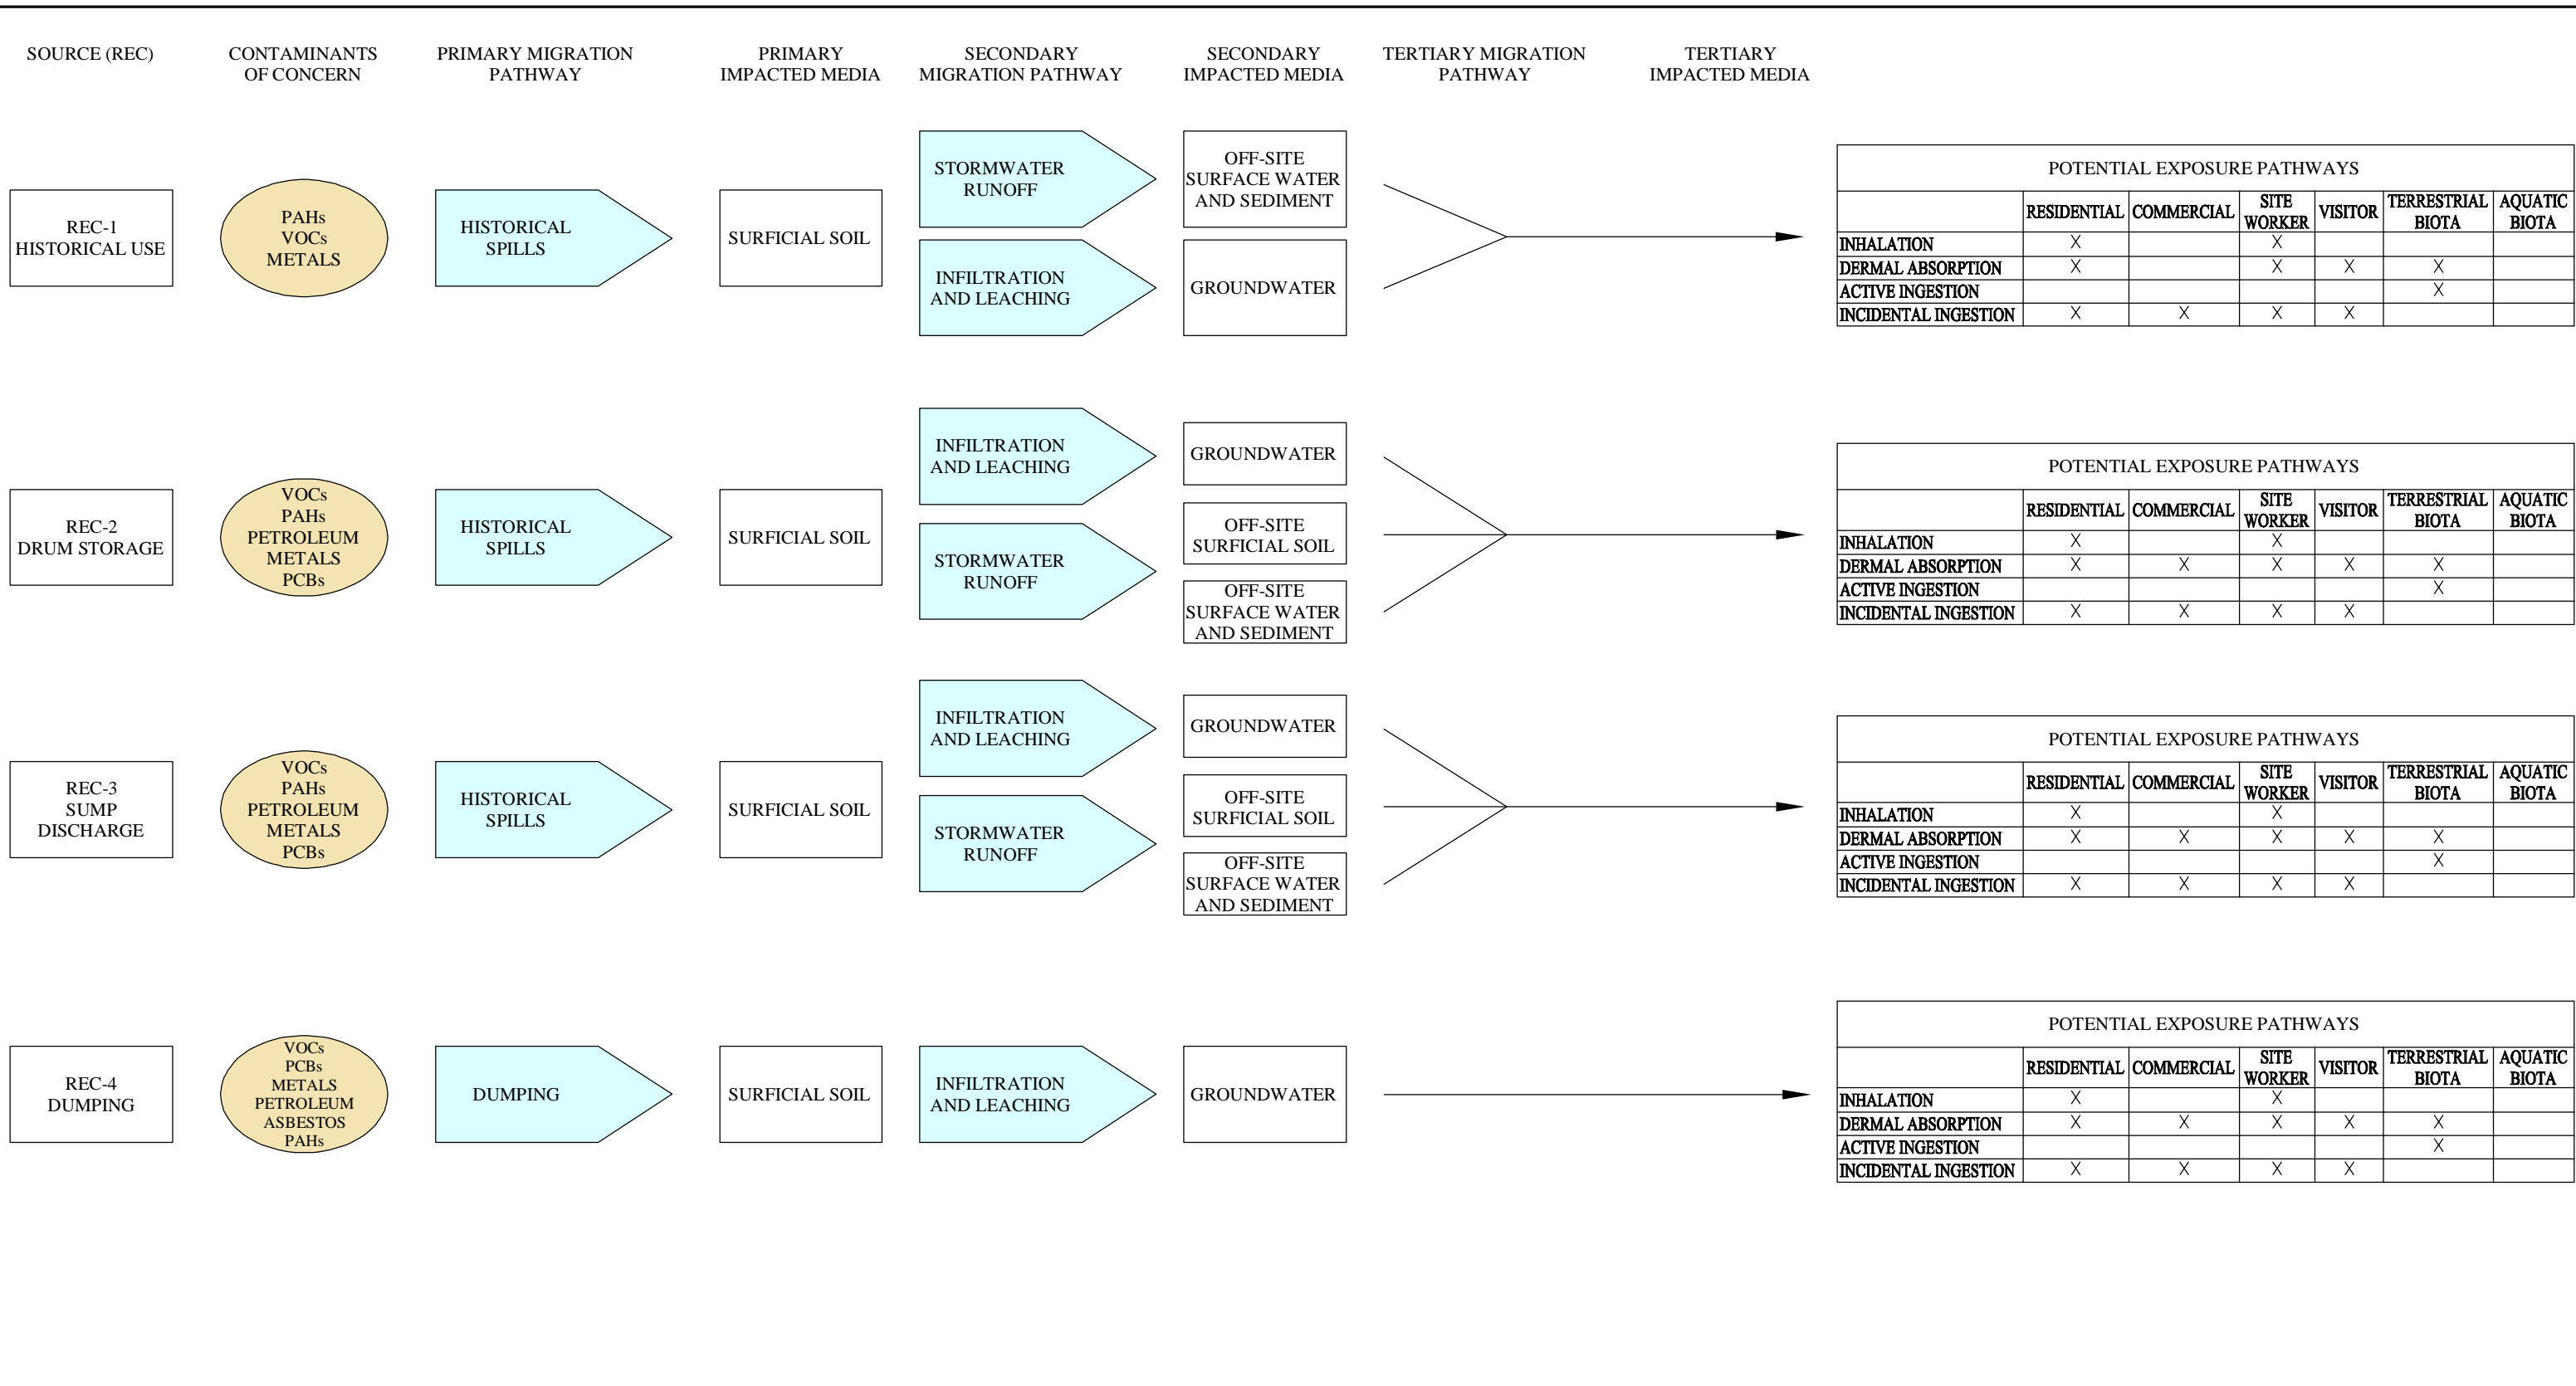 SOURCE (REC)
CONTAMINANTS
OF CONCERN
PRIMARY MIGRATION
PATHWAY
PRIMARY
IMPACTED MEDIA
SECONDARY
MIGRATION PATHWAY
SECONDARY
IMPACTED MEDIA
TERTIARY MIGRATION
PATHWAY
TERTIARY
IMPACTED MEDIA
REC-1
HISTORICAL USE
PAHs
VOCs
METALS
HISTORICAL
SPILLS
SURFICIAL SOIL
STORMWATER
RUNOFF
OFF-SITE
SURFACE WATER
AND SEDIMENT
INFILTRATION
AND LEACHING
GROUNDWATER
POTENTIAL EXPOSURE PATHWAYS
RESIDENTIAL COMMERCIAL SITE WORKER VISITOR TERRESTRIAL BIOTA AQUATIC BIOTA
INHALATION X X
DERMAL ABSORPTION X X X X
ACTIVE INGESTION X
INCIDENTAL INGESTION X X X X
REC-2
DRUM STORAGE
VOCs
PAHs
PETROLEUM
METALS
PCBs
HISTORICAL
SPILLS
SURFICIAL SOIL
INFILTRATION
AND LEACHING
STORMWATER
RUNOFF
GROUNDWATER
OFF-SITE
SURFICIAL SOIL
OFF-SITE
SURFACE WATER
AND SEDIMENT
POTENTIAL EXPOSURE PATHWAYS
RESIDENTIAL COMMERCIAL SITE WORKER VISITOR TERRESTRIAL BIOTA AQUATIC BIOTA
INHALATION X X
DERMAL ABSORPTION X X X X X
ACTIVE INGESTION X
INCIDENTAL INGESTION X X X X
REC-3
SUMP
DISCHARGE
VOCs
PAHs
PETROLEUM
METALS
PCBs
HISTORICAL
SPILLS
SURFICIAL SOIL
INFILTRATION
AND LEACHING
STORMWATER
RUNOFF
GROUNDWATER
OFF-SITE
SURFICIAL SOIL
OFF-SITE
SURFACE WATER
AND SEDIMENT
POTENTIAL EXPOSURE PATHWAYS
RESIDENTIAL COMMERCIAL SITE WORKER VISITOR TERRESTRIAL BIOTA AQUATIC BIOTA
INHALATION X X
DERMAL ABSORPTION X X X X X
ACTIVE INGESTION X
INCIDENTAL INGESTION X X X X
REC-4
DUMPING
VOCs
PCBs
METALS
PETROLEUM
ASBESTOS
PAHs
DUMPING
SURFICIAL SOIL
INFILTRATION
AND LEACHING
GROUNDWATER
POTENTIAL EXPOSURE PATHWAYS
RESIDENTIAL COMMERCIAL SITE WORKER VISITOR TERRESTRIAL BIOTA AQUATIC BIOTA
INHALATION X X
DERMAL ABSORPTION X X X X X
ACTIVE INGESTION X
INCIDENTAL INGESTION X X X X